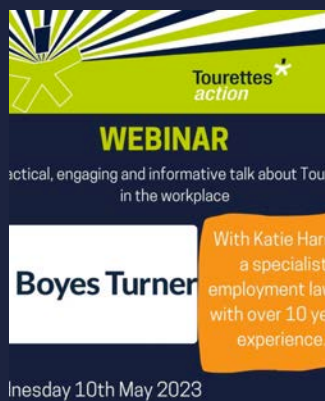 Tourettes
action
WEBINAR
actical, engaging and informative talk about Tou
in the workplace
With Katie Har
a specialist
employment la
with over 10 ye
experience.
Boyes Turner
nesday 10th May 2023